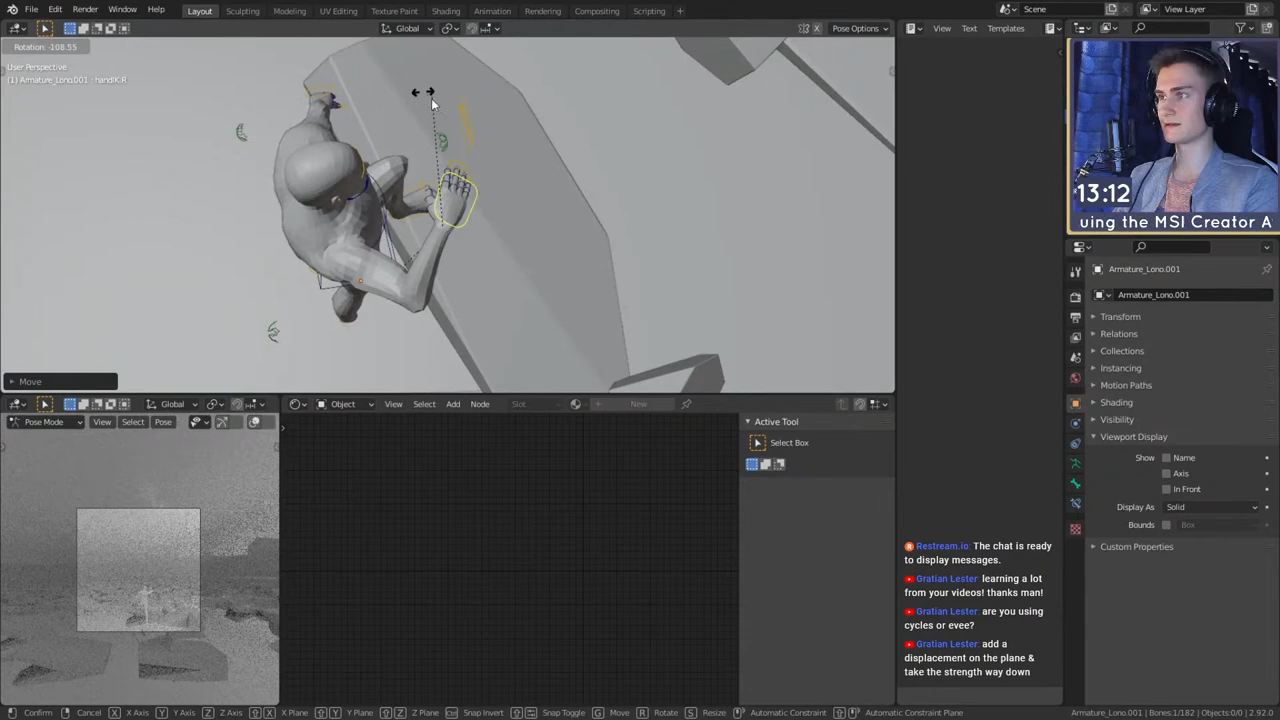 File Edit Render Window Help Layout Sculpting Modeling UV Editing Texture Paint Shading Animation Rendering Compositing Scripting + Scene View Layer
Global Pose Options View Text Templates
Rotation -108.55
User Perspective
(1) Armature_Lono.001 : handIK.R
13:12
uing the MSI Creator A
Armature_Lono.001
Armature_Lono.001
Transform
Relations
Collections
Instancing
Motion Paths
Shading
Visibility
Viewport Display
Show Name
Axis
In Front
Display As Solid
Bounds Box
Custom Properties
Move
Global Object View Select Add Node Slot New
Pose Mode View Select Pose
Active Tool
Select Box
Restream.io: The chat is ready
to display messages.
Gratian Lester: learning a lot
from your videos! thanks man!
Gratian Lester: are you using
cycles or evee?
Gratian Lester: add a
displacement on the plane &
take the strength way down
Confirm Cancel X X Axis Y Y Axis Z Z Axis X X Plane Y Y Plane Z Z Plane Snap Invert Snap Toggle G Move R Rotate S Resize Automatic Constraint Automatic Constraint Plane Armature_Lono.001 | Bones:1/182 | Objects:0/0 | 2.92.0